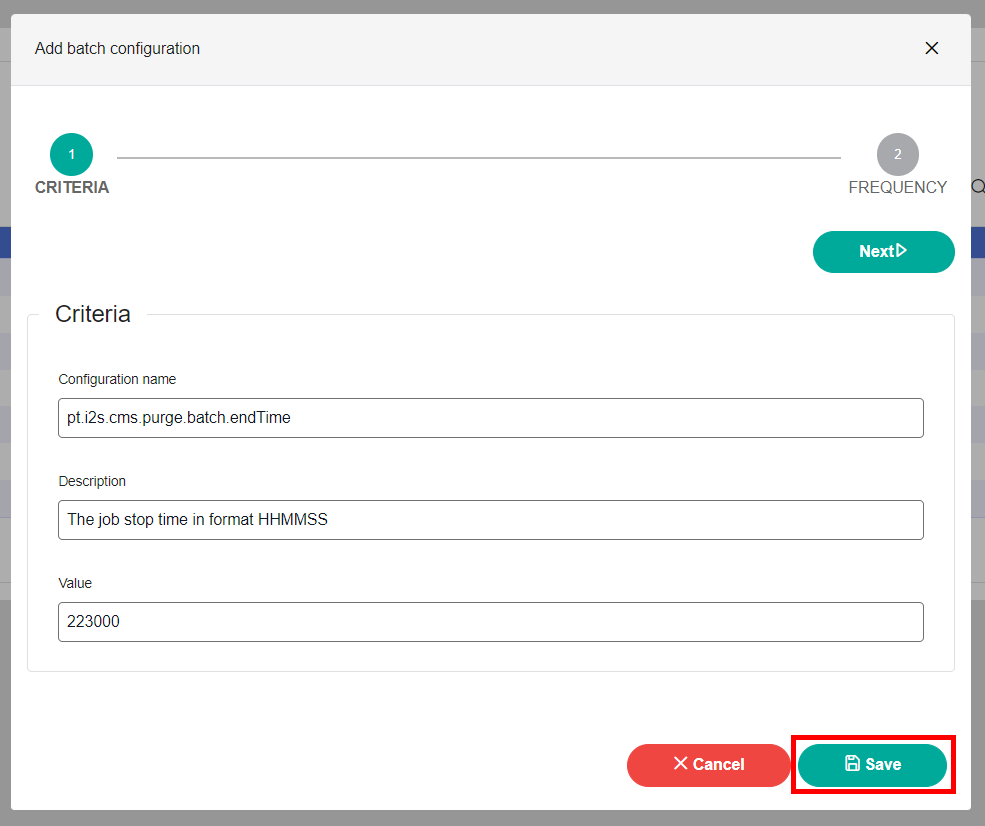 Add batch configuration
1
2
CRITERIA
FREQUENCY
Next
Criteria
Configuration name
pt.i2s.cms.purge.batch.endTime
Description
The job stop time in format HHMMSS
Value
223000
Cancel
Save